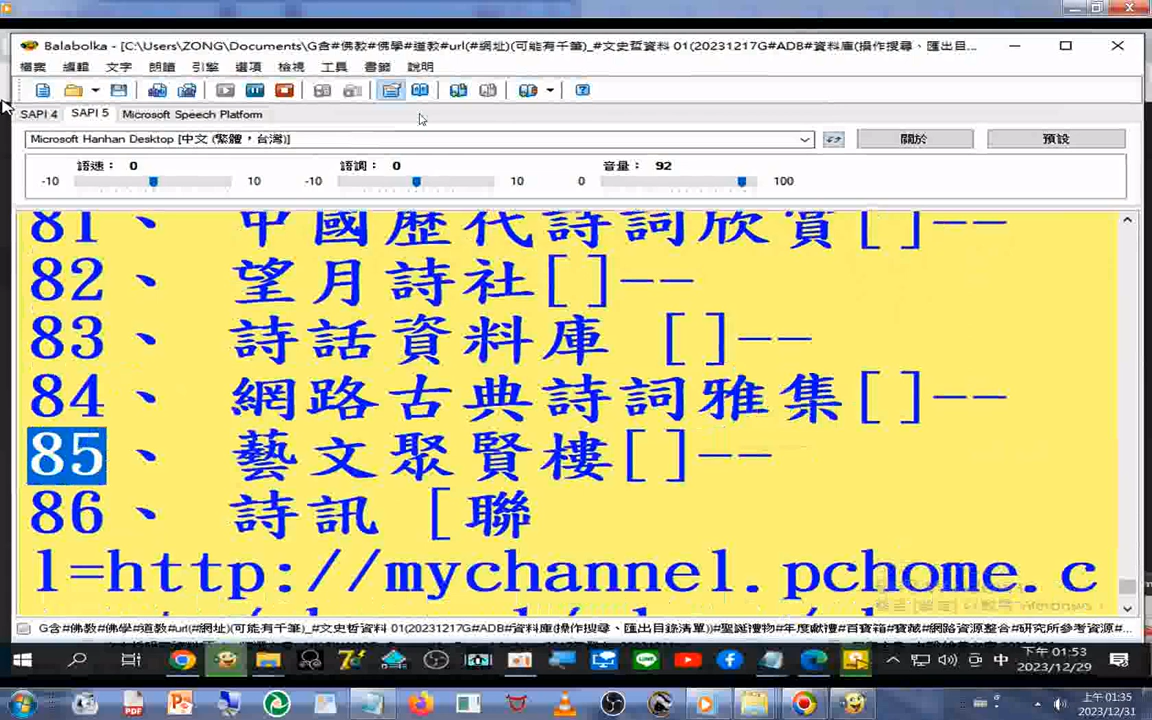 Balabolka - [C:\Users\ZONG\Documents\G含#佛教#佛學#道教#url(#網址)(可能有千筆)_#文史哲資料 01(20231217G#ADB#資料庫(操作搜尋、匯出目...
檔案 編輯 文字 朗讀 引擎 選項 檢視 工具 書籤 說明
SAPI 4 SAPI 5 Microsoft Speech Platform
Microsoft Hanhan Desktop [中文 (繁體，台灣)] 關於 預設
語速： 0 語調： 0 音量： 92
-10 10 -10 10 0 100
81、 中國歷代詩詞欣賞[]--
82、 望月詩社[]--
83、 詩話資料庫 []--
84、 網路古典詩詞雅集[]--
85、 藝文聚賢樓[]--
86、 詩訊 [聯
l=http://mychannel.pchome.c
G含#佛教#佛學#道教#url(#網址)(可能有千筆)_#文史哲資料 01(20231217G#ADB#資料庫(操作搜尋、匯出目錄清單))#聖誕禮物#年度獻禮#百寶箱#寶藏#網路資源整合#研究所參考資源#...
中 下午 01:53
2023/12/29
上午 01:35
2023/12/31